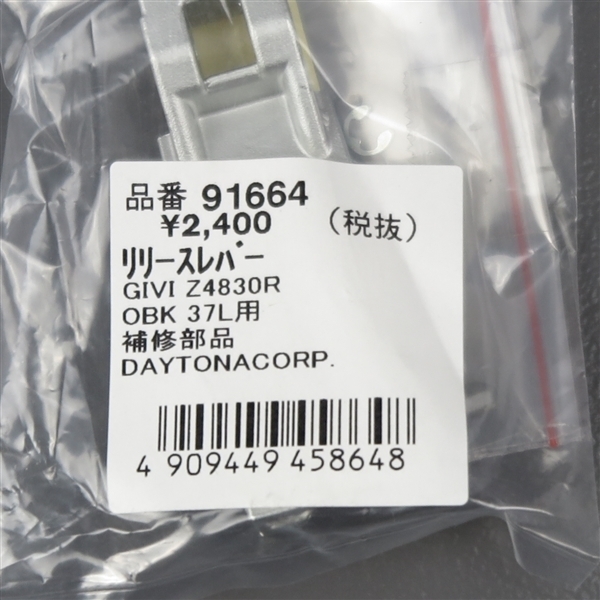 品番 91664
¥2,400 （税抜）
リリースレバー
GIVI Z4830R
OBK 37L用
補修部品
DAYTONACORP.
4 909449 458648